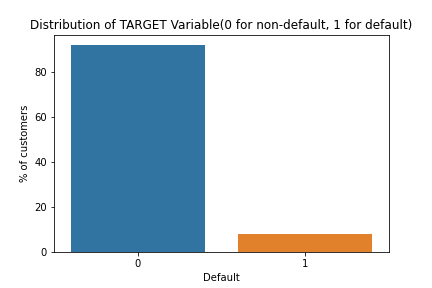 Distribution of TARGET Variable(0 for non-default, 1 for default)
80
60
40
20
0
% of customers
0 1
Default